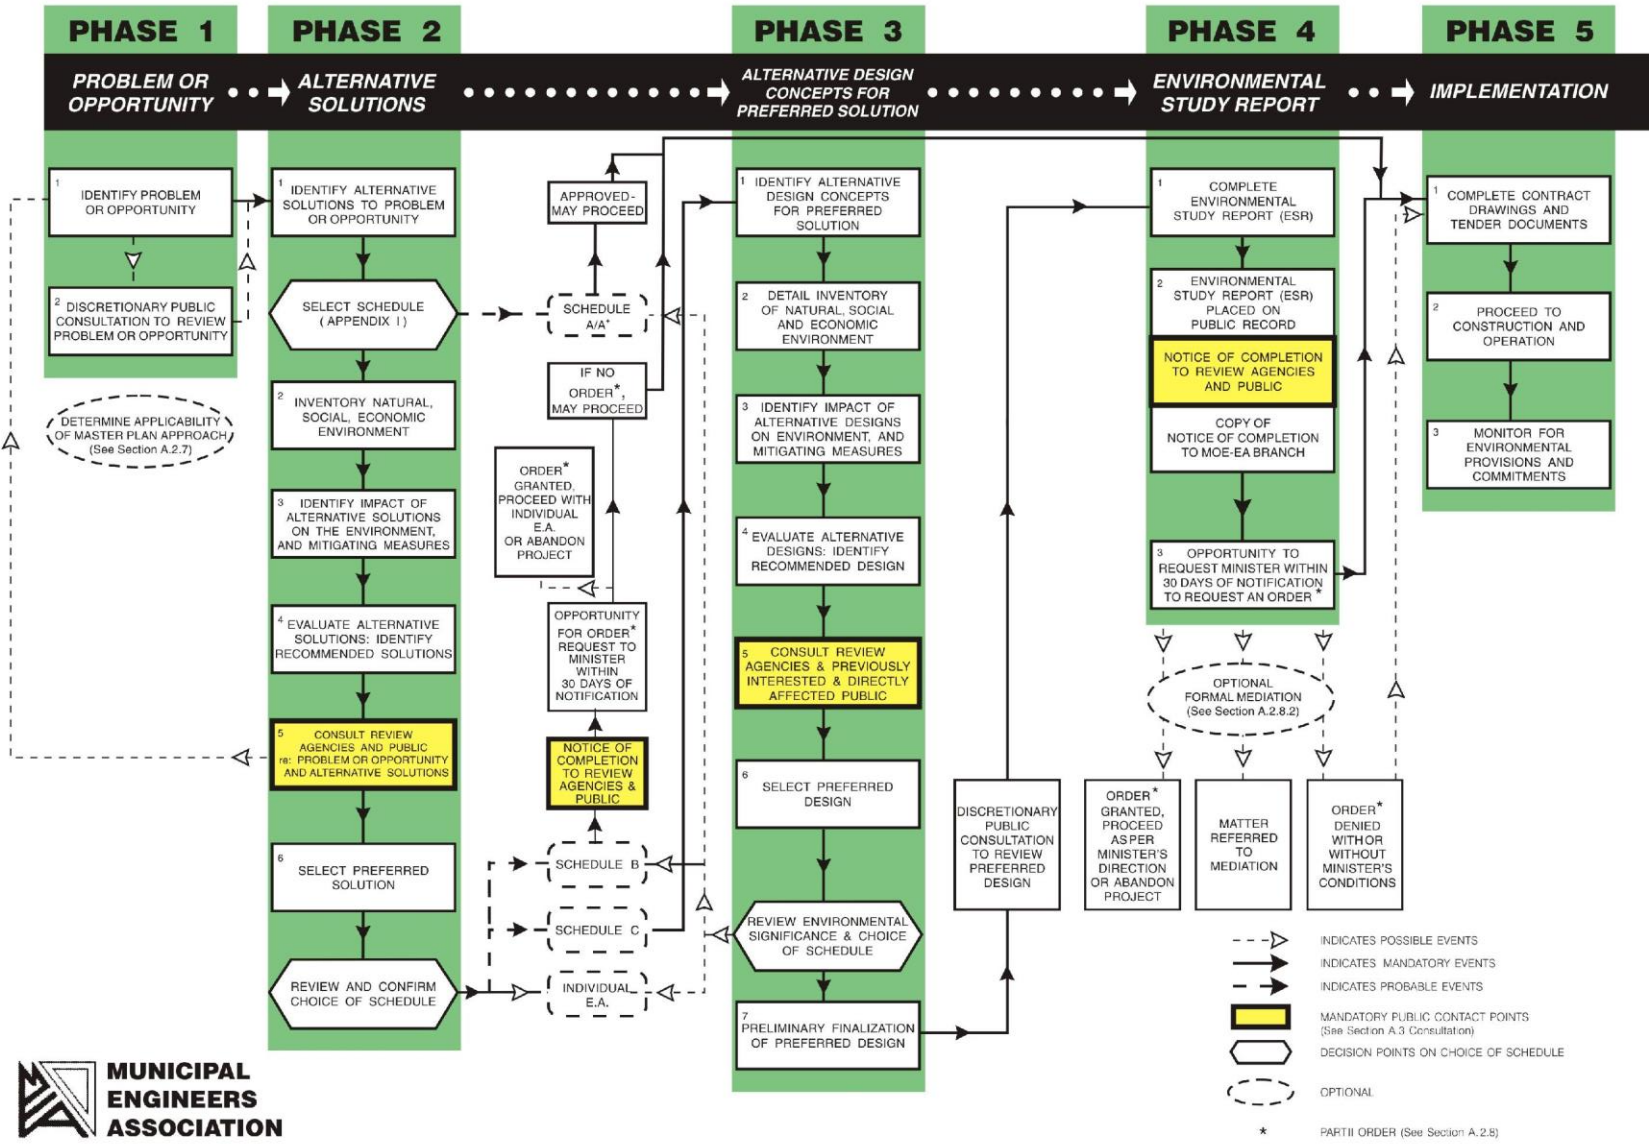 PHASE 1
PHASE 2
PHASE 3
PHASE 4
PHASE 5
PROBLEM OR
OPPORTUNITY
ALTERNATIVE
SOLUTIONS
ALTERNATIVE DESIGN
CONCEPTS FOR
PREFERRED SOLUTION
ENVIRONMENTAL
STUDY REPORT
IMPLEMENTATION
1
IDENTIFY PROBLEM
OR OPPORTUNITY
2
DISCRETIONARY PUBLIC
CONSULTATION TO REVIEW
PROBLEM OR OPPORTUNITY
DETERMINE APPLICABILITY
OF MASTER PLAN APPROACH
(See Section A.2.7)
1
IDENTIFY ALTERNATIVE
SOLUTIONS TO PROBLEM
OR OPPORTUNITY
SELECT SCHEDULE
( APPENDIX I )
2
INVENTORY NATURAL,
SOCIAL, ECONOMIC
ENVIRONMENT
3
IDENTIFY IMPACT OF
ALTERNATIVE SOLUTIONS
ON THE ENVIRONMENT,
AND MITIGATING MEASURES
4
EVALUATE ALTERNATIVE
SOLUTIONS: IDENTIFY
RECOMMENDED SOLUTIONS
5
CONSULT REVIEW
AGENCIES AND PUBLIC
re: PROBLEM OR OPPORTUNITY
AND ALTERNATIVE SOLUTIONS
6
SELECT PREFERRED
SOLUTION
REVIEW AND CONFIRM
CHOICE OF SCHEDULE
APPROVED-
MAY PROCEED
SCHEDULE
A/A+
IF NO
ORDER*,
MAY PROCEED
ORDER*
GRANTED,
PROCEED WITH
INDIVIDUAL
E.A.
OR ABANDON
PROJECT
OPPORTUNITY
FOR ORDER*
REQUEST TO
MINISTER
WITHIN
30 DAYS OF
NOTIFICATION
NOTICE OF
COMPLETION
TO REVIEW
AGENCIES &
PUBLIC
SCHEDULE B
SCHEDULE C
INDIVIDUAL
E.A.
1
IDENTIFY ALTERNATIVE
DESIGN CONCEPTS
FOR PREFERRED
SOLUTION
2
DETAIL INVENTORY
OF NATURAL, SOCIAL
AND ECONOMIC
ENVIRONMENT
3
IDENTIFY IMPACT OF
ALTERNATIVE DESIGNS
ON ENVIRONMENT, AND
MITIGATING MEASURES
4
EVALUATE ALTERNATIVE
DESIGNS: IDENTIFY
RECOMMENDED DESIGN
5
CONSULT REVIEW
AGENCIES & PREVIOUSLY
INTERESTED & DIRECTLY
AFFECTED PUBLIC
6
SELECT PREFERRED
DESIGN
REVIEW ENVIRONMENTAL
SIGNIFICANCE & CHOICE
OF SCHEDULE
7
PRELIMINARY FINALIZATION
OF PREFERRED DESIGN
DISCRETIONARY
PUBLIC
CONSULTATION
TO REVIEW
PREFERRED
DESIGN
1
COMPLETE
ENVIRONMENTAL
STUDY REPORT (ESR)
2
ENVIRONMENTAL
STUDY REPORT (ESR)
PLACED ON
PUBLIC RECORD
NOTICE OF COMPLETION
TO REVIEW AGENCIES
AND PUBLIC
COPY OF
NOTICE OF COMPLETION
TO MOE-EA BRANCH
3
OPPORTUNITY TO
REQUEST MINISTER WITHIN
30 DAYS OF NOTIFICATION
TO REQUEST AN ORDER *
OPTIONAL
FORMAL MEDIATION
(See Section A.2.8.2)
ORDER*
GRANTED,
PROCEED
AS PER
MINISTER'S
DIRECTION
OR ABANDON
PROJECT
MATTER
REFERRED
TO
MEDIATION
ORDER*
DENIED
WITH OR
WITHOUT
MINISTER'S
CONDITIONS
1
COMPLETE CONTRACT
DRAWINGS AND
TENDER DOCUMENTS
2
PROCEED TO
CONSTRUCTION AND
OPERATION
3
MONITOR FOR
ENVIRONMENTAL
PROVISIONS AND
COMMITMENTS
INDICATES POSSIBLE EVENTS
INDICATES MANDATORY EVENTS
INDICATES PROBABLE EVENTS
MANDATORY PUBLIC CONTACT POINTS
(See Section A.3 Consultation)
DECISION POINTS ON CHOICE OF SCHEDULE
OPTIONAL
* PART II ORDER (See Section A.2.8)
MEA
MUNICIPAL
ENGINEERS
ASSOCIATION